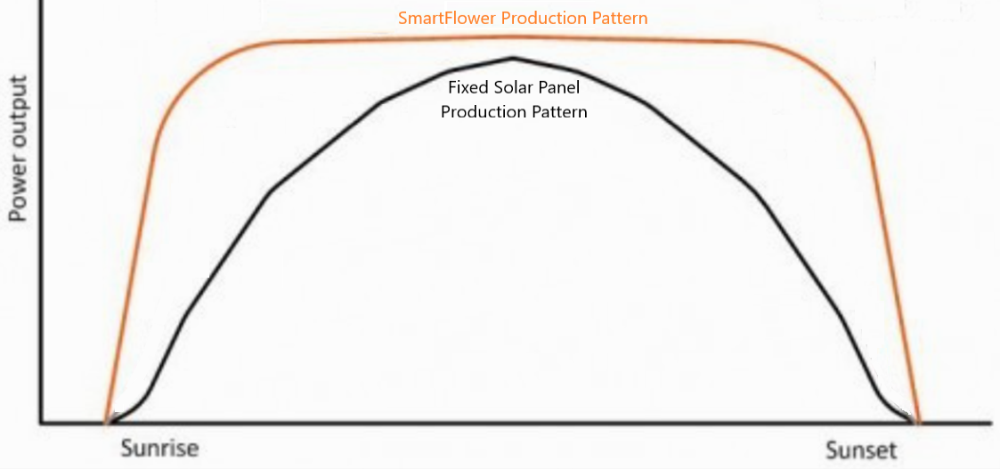 SmartFlower Production Pattern
Fixed Solar Panel
Production Pattern
Power output
Sunrise
Sunset